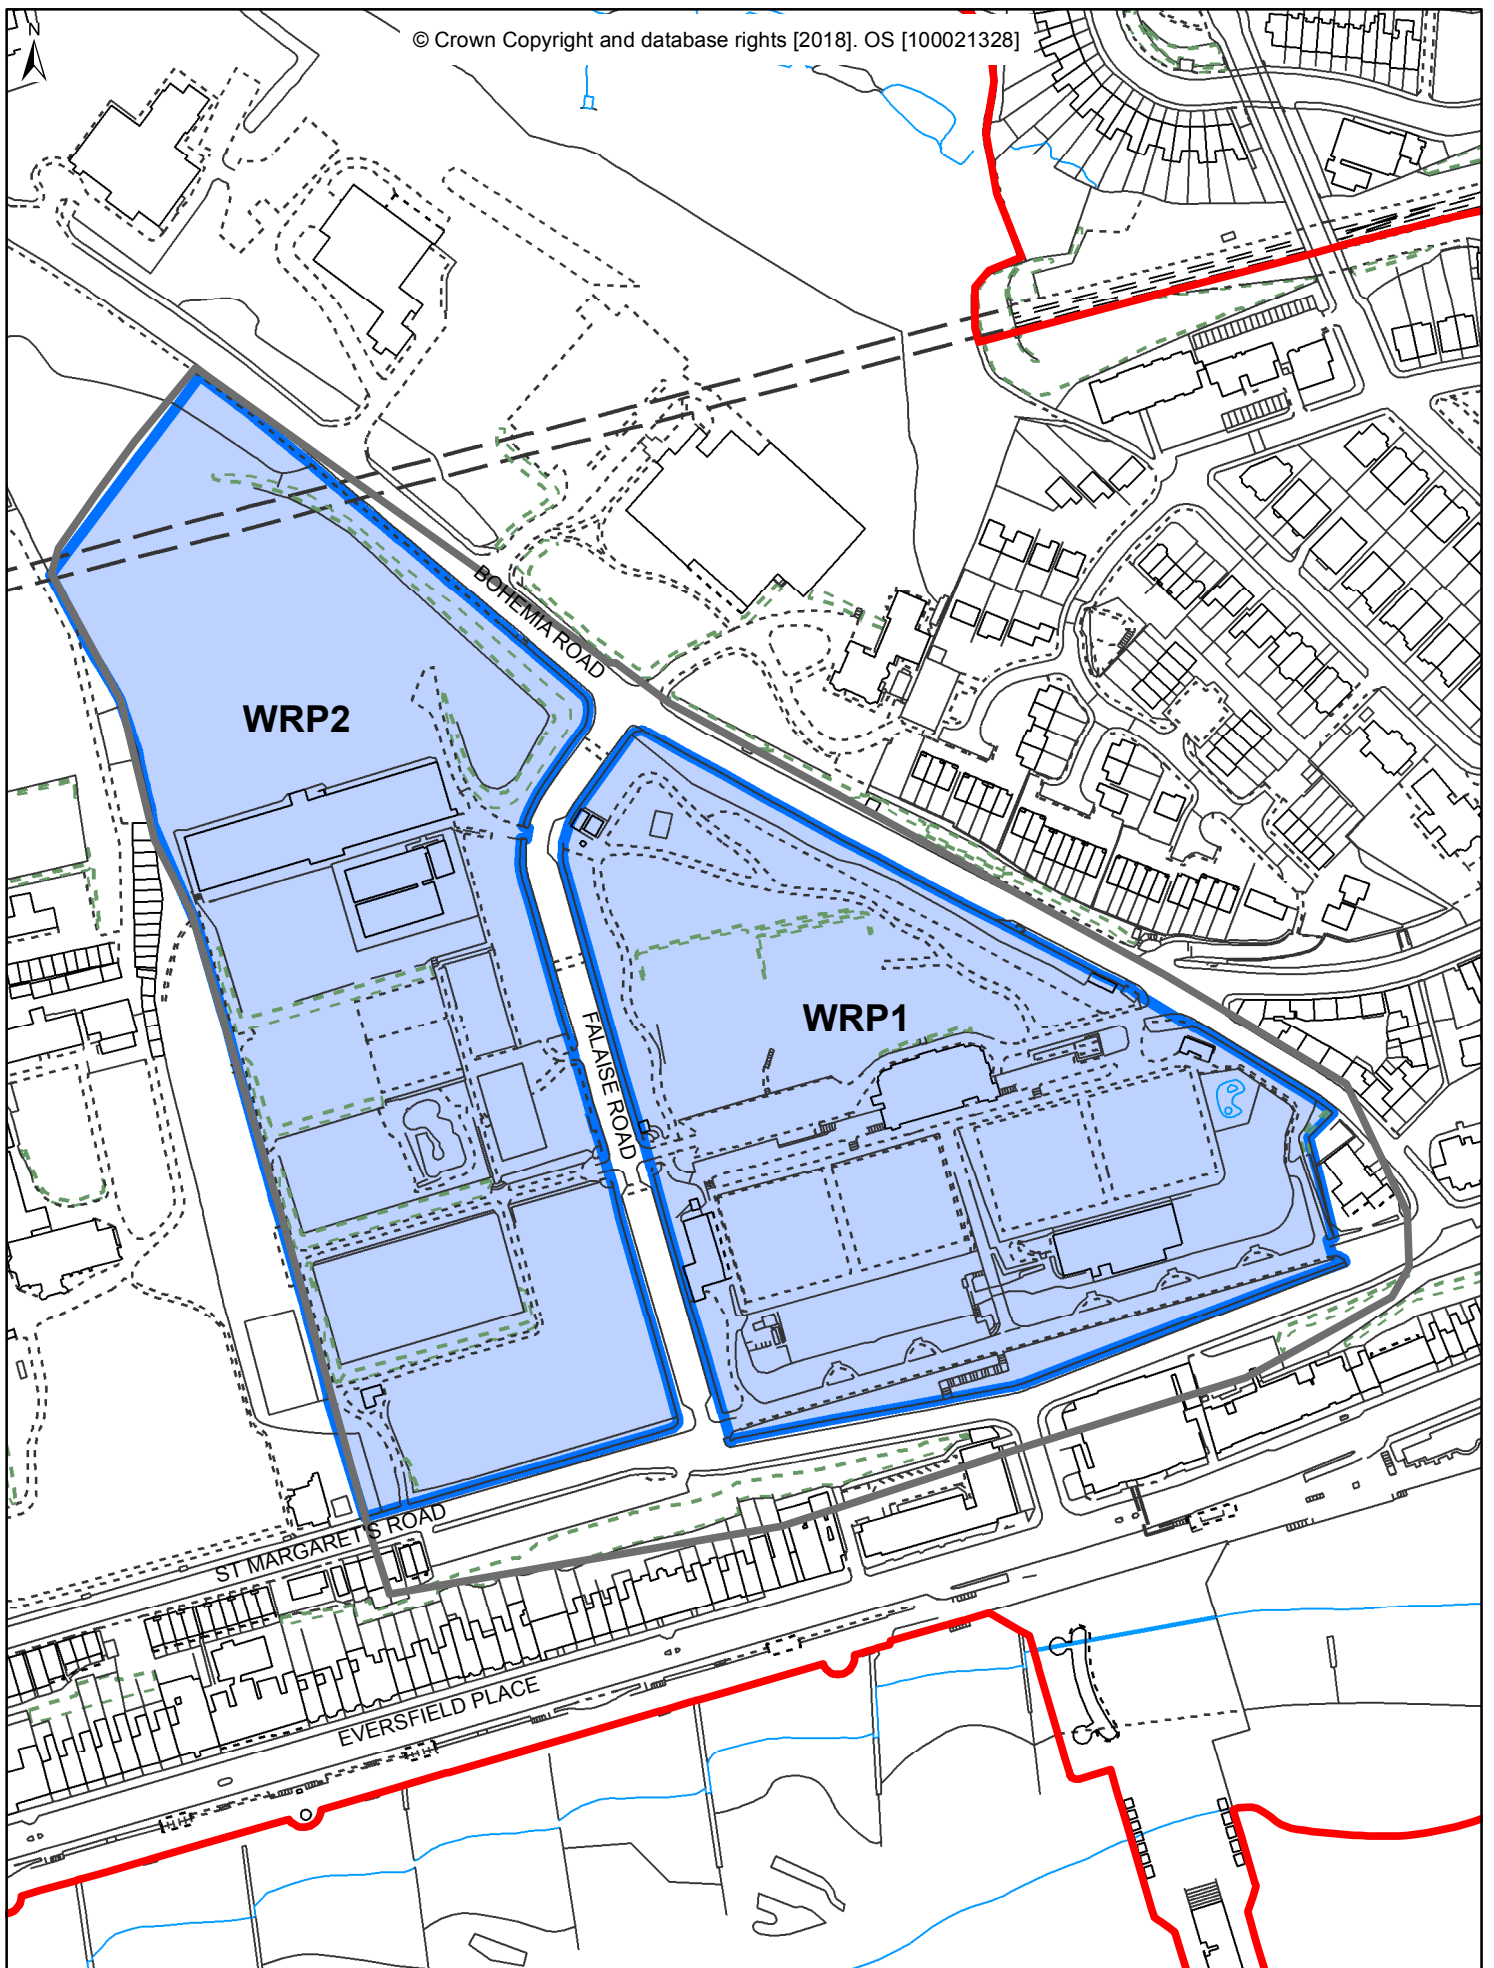 N
© Crown Copyright and database rights [2018]. OS [100021328]
BOHEMIA ROAD
WRP2
WRP1
FALAISE ROAD
ST MARGARET'S ROAD
EVERSFIELD PLACE